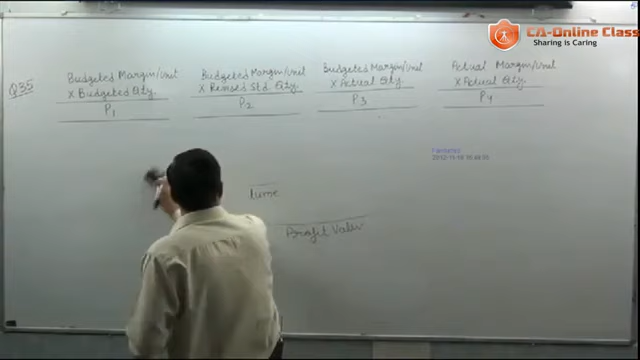 CA-Online Class
Sharing is Caring
Q35
Budgeted Margin/Unit
X Budgeted Qty.
P1
Budgeted Margin/Unit
X Revised Std. Qty.
P2
Budgeted Margin/Unit
X Actual Qty.
P3
Actual Margin/Unit
X Actual Qty.
P4
lume
Profit